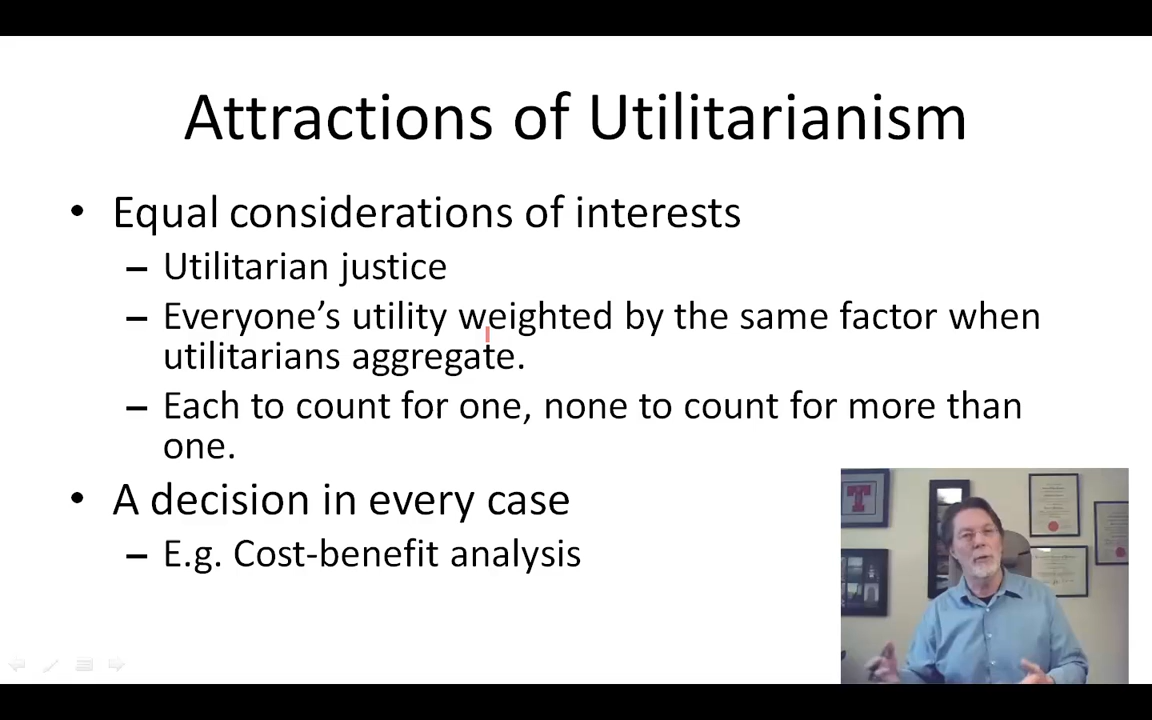 Attractions of Utilitarianism
• Equal considerations of interests
– Utilitarian justice
– Everyone’s utility weighted by the same factor when
utilitarians aggregate.
– Each to count for one, none to count for more than
one.
• A decision in every case
– E.g. Cost-benefit analysis
T